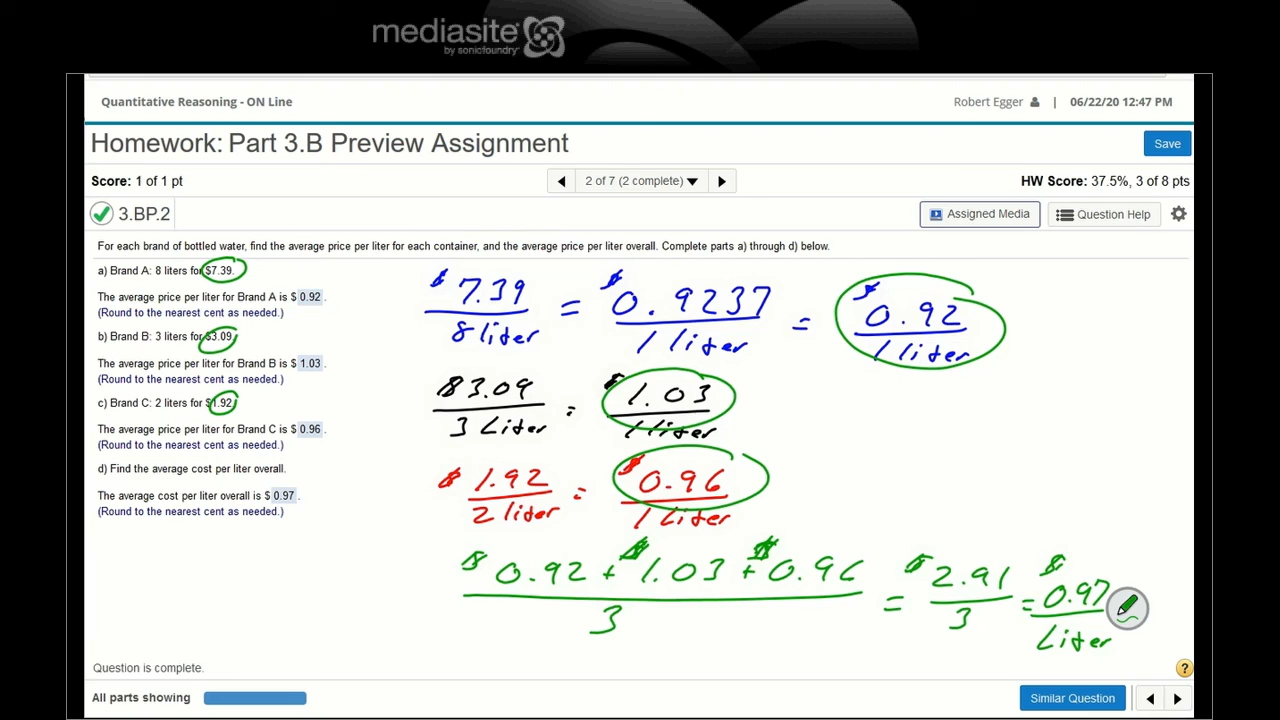 mediasite
by sonicfoundry
Quantitative Reasoning - ON Line
Robert Egger | 06/22/20 12:47 PM
Homework: Part 3.B Preview Assignment
Save
Score: 1 of 1 pt
2 of 7 (2 complete)
HW Score: 37.5%, 3 of 8 pts
3.BP.2
Assigned Media
Question Help
For each brand of bottled water, find the average price per liter for each container, and the average price per liter overall. Complete parts a) through d) below.
a) Brand A: 8 liters for $7.39.
The average price per liter for Brand A is $ 0.92 .
(Round to the nearest cent as needed.)
b) Brand B: 3 liters for $3.09.
The average price per liter for Brand B is $ 1.03 .
(Round to the nearest cent as needed.)
c) Brand C: 2 liters for $1.92.
The average price per liter for Brand C is $ 0.96 .
(Round to the nearest cent as needed.)
d) Find the average cost per liter overall.
The average cost per liter overall is $ 0.97 .
(Round to the nearest cent as needed.)
$ 7.39 = $ 0.9237 = $ 0.92
8 liter 1 liter 1 liter
$3.09 = $ 1.03
3 Liter 1 liter
$ 1.92 = $ 0.96
2 liter 1 Liter
$ 0.92 + $ 1.03 + $ 0.96 = $ 2.91 = $ 0.97
3 3 Liter
Question is complete.
?
All parts showing
Similar Question